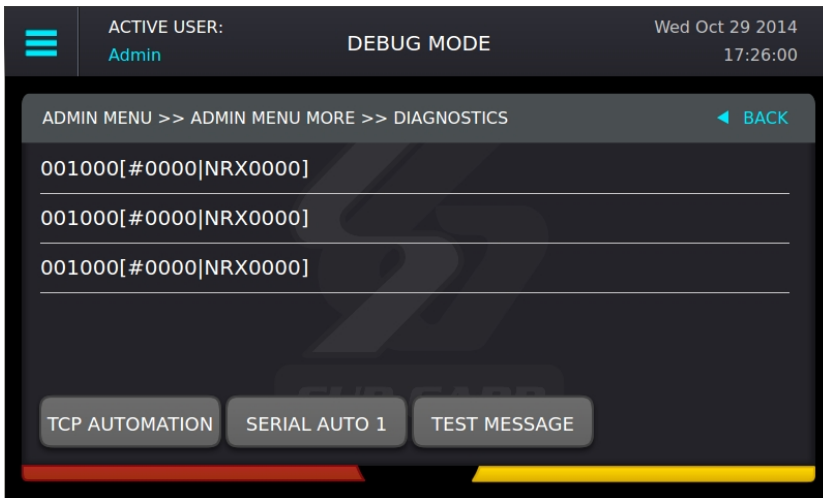 ACTIVE USER:
Admin
DEBUG MODE
Wed Oct 29 2014
17:26:00
ADMIN MENU >> ADMIN MENU MORE >> DIAGNOSTICS
BACK
001000[#0000|NRX0000]
001000[#0000|NRX0000]
001000[#0000|NRX0000]
TCP AUTOMATION
SERIAL AUTO 1
TEST MESSAGE